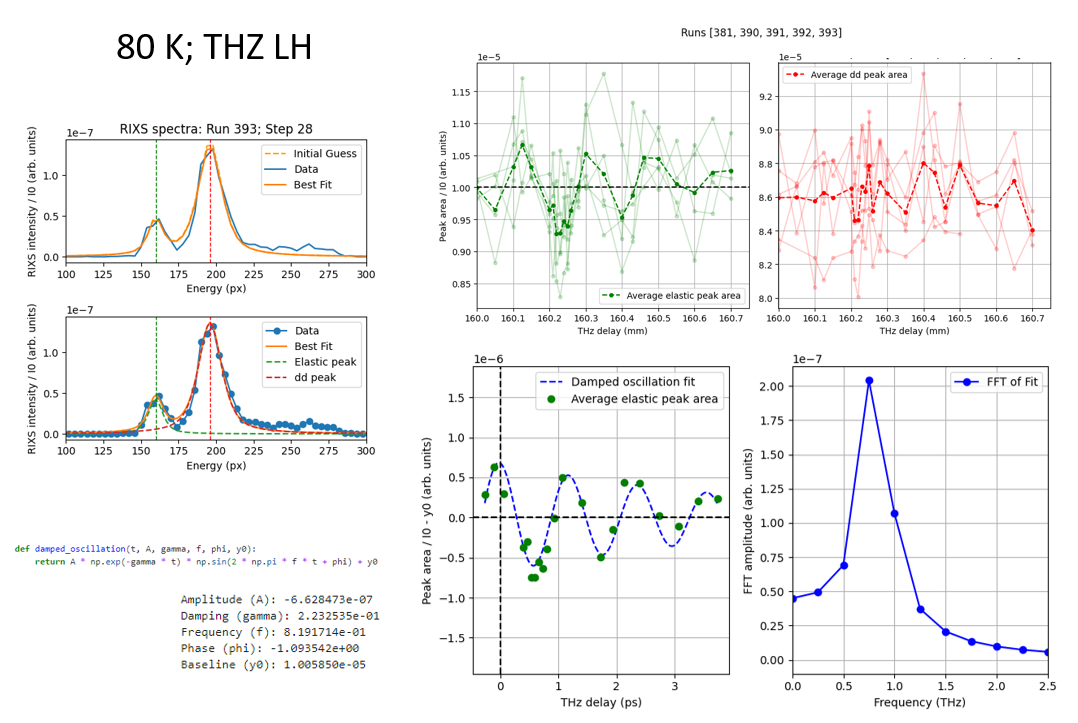 80 K; THZ LH
RIXS spectra: Run 393; Step 28
1e−7
RIXS intensity / I0 (arb. units)
1.0
0.5
0.0
Initial Guess
Data
Best Fit
100 125 150 175 200 225 250 275 300
Energy (px)
1e−7
RIXS intensity / I0 (arb. units)
1.0
0.5
0.0
Data
Best Fit
Elastic peak
dd peak
100 125 150 175 200 225 250 275 300
Energy (px)
def damped_oscillation(t, A, gamma, f, phi, y0):
return A * np.exp(-gamma * t) * np.sin(2 * np.pi * f * t + phi) + y0
Amplitude (A): -6.628473e-07
Damping (gamma): 2.232535e-01
Frequency (f): 8.191714e-01
Phase (phi): -1.093542e+00
Baseline (y0): 1.005850e-05
Runs [381, 390, 391, 392, 393]
1e−5
Peak area / I0 (arb. units)
1.15
1.10
1.05
1.00
0.95
0.90
0.85
Average elastic peak area
160.0 160.1 160.2 160.3 160.4 160.5 160.6 160.7
THz delay (mm)
1e−6
9.2
9.0
8.8
8.6
8.4
8.2
8.0
Average dd peak area
160.0 160.1 160.2 160.3 160.4 160.5 160.6 160.7
THz delay (mm)
1e−6
Peak area / I0 - y0 (arb. units)
1.5
1.0
0.5
0.0
−0.5
−1.0
−1.5
Damped oscillation fit
Average elastic peak area
0 1 2 3
THz delay (ps)
1e−7
FFT amplitude (arb. units)
2.00
1.75
1.50
1.25
1.00
0.75
0.50
0.25
0.00
FFT of Fit
0.0 0.5 1.0 1.5 2.0 2.5
Frequency (THz)